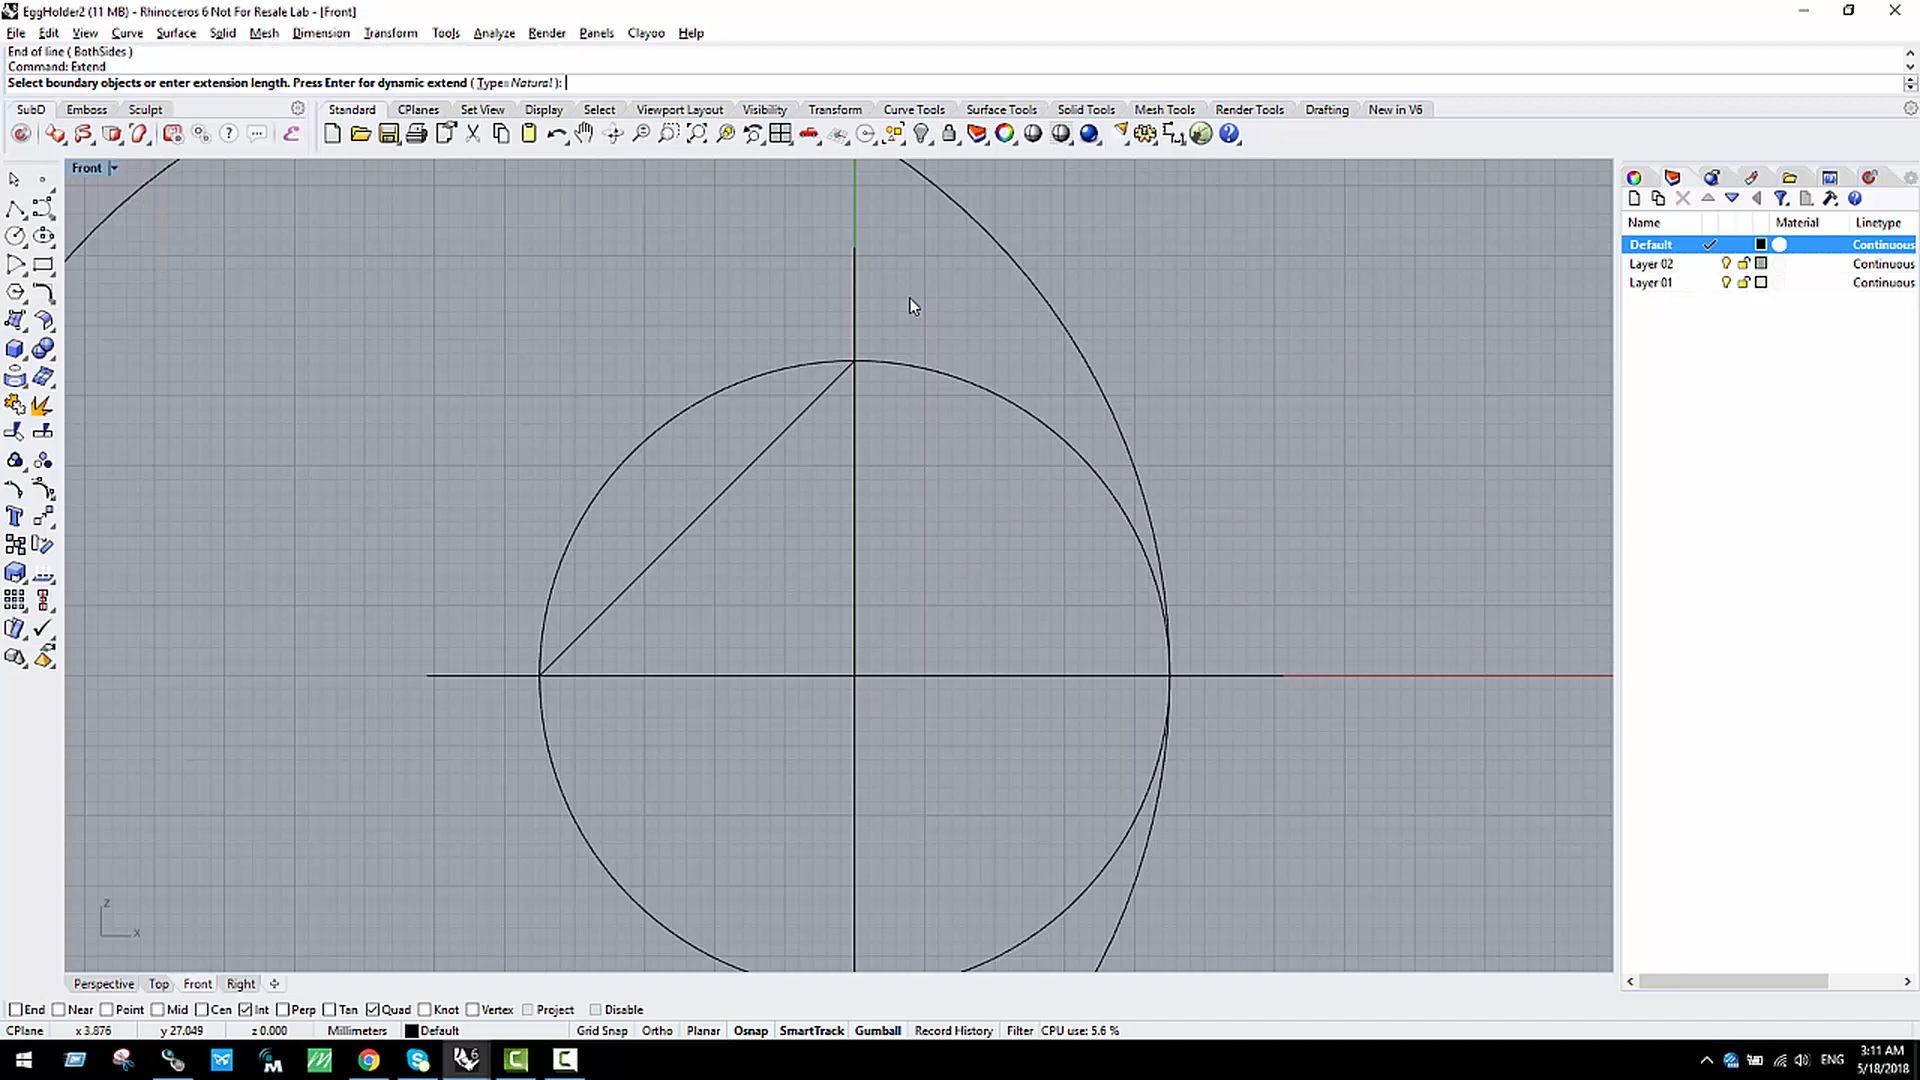 EggHolder2 (11 MB) - Rhinoceros 6 Not For Resale Lab - [Front]
File Edit View Curve Surface Solid Mesh Dimension Transform Tools Analyze Render Panels Clayoo Help
End of line ( BothSides )
Command: Extend
Select boundary objects or enter extension length. Press Enter for dynamic extend ( Type=Natural ):
SubD Emboss Sculpt Standard CPlanes Set View Display Select Viewport Layout Visibility Transform Curve Tools Surface Tools Solid Tools Mesh Tools Render Tools Drafting New in V6
Front
Name Material Linetype
Default Continuous
Layer 02 Continuous
Layer 01 Continuous
z
x
Perspective Top Front Right
End Near Point Mid Cen Int Perp Tan Quad Knot Vertex Project Disable
CPlane x 3.876 y 27.049 z 0.000 Millimeters Default Grid Snap Ortho Planar Osnap SmartTrack Gumball Record History Filter CPU use: 5.6 %
ENG
3:11 AM
5/18/2018